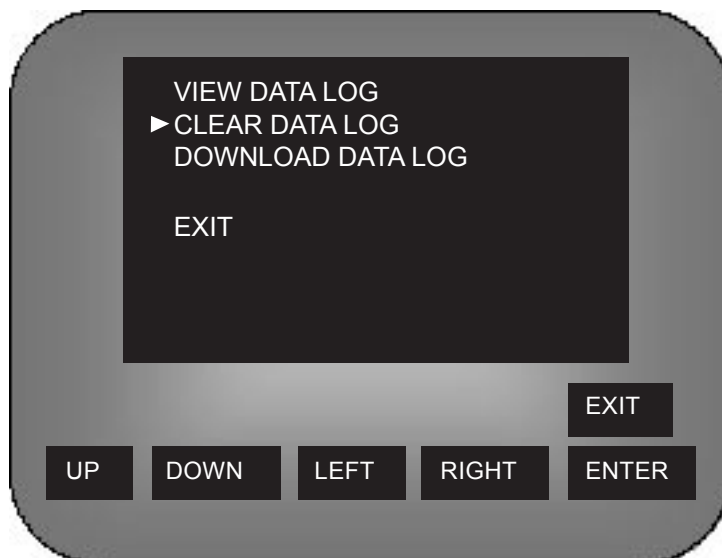 VIEW DATA LOG
CLEAR DATA LOG
DOWNLOAD DATA LOG
EXIT
EXIT
UP DOWN LEFT RIGHT ENTER